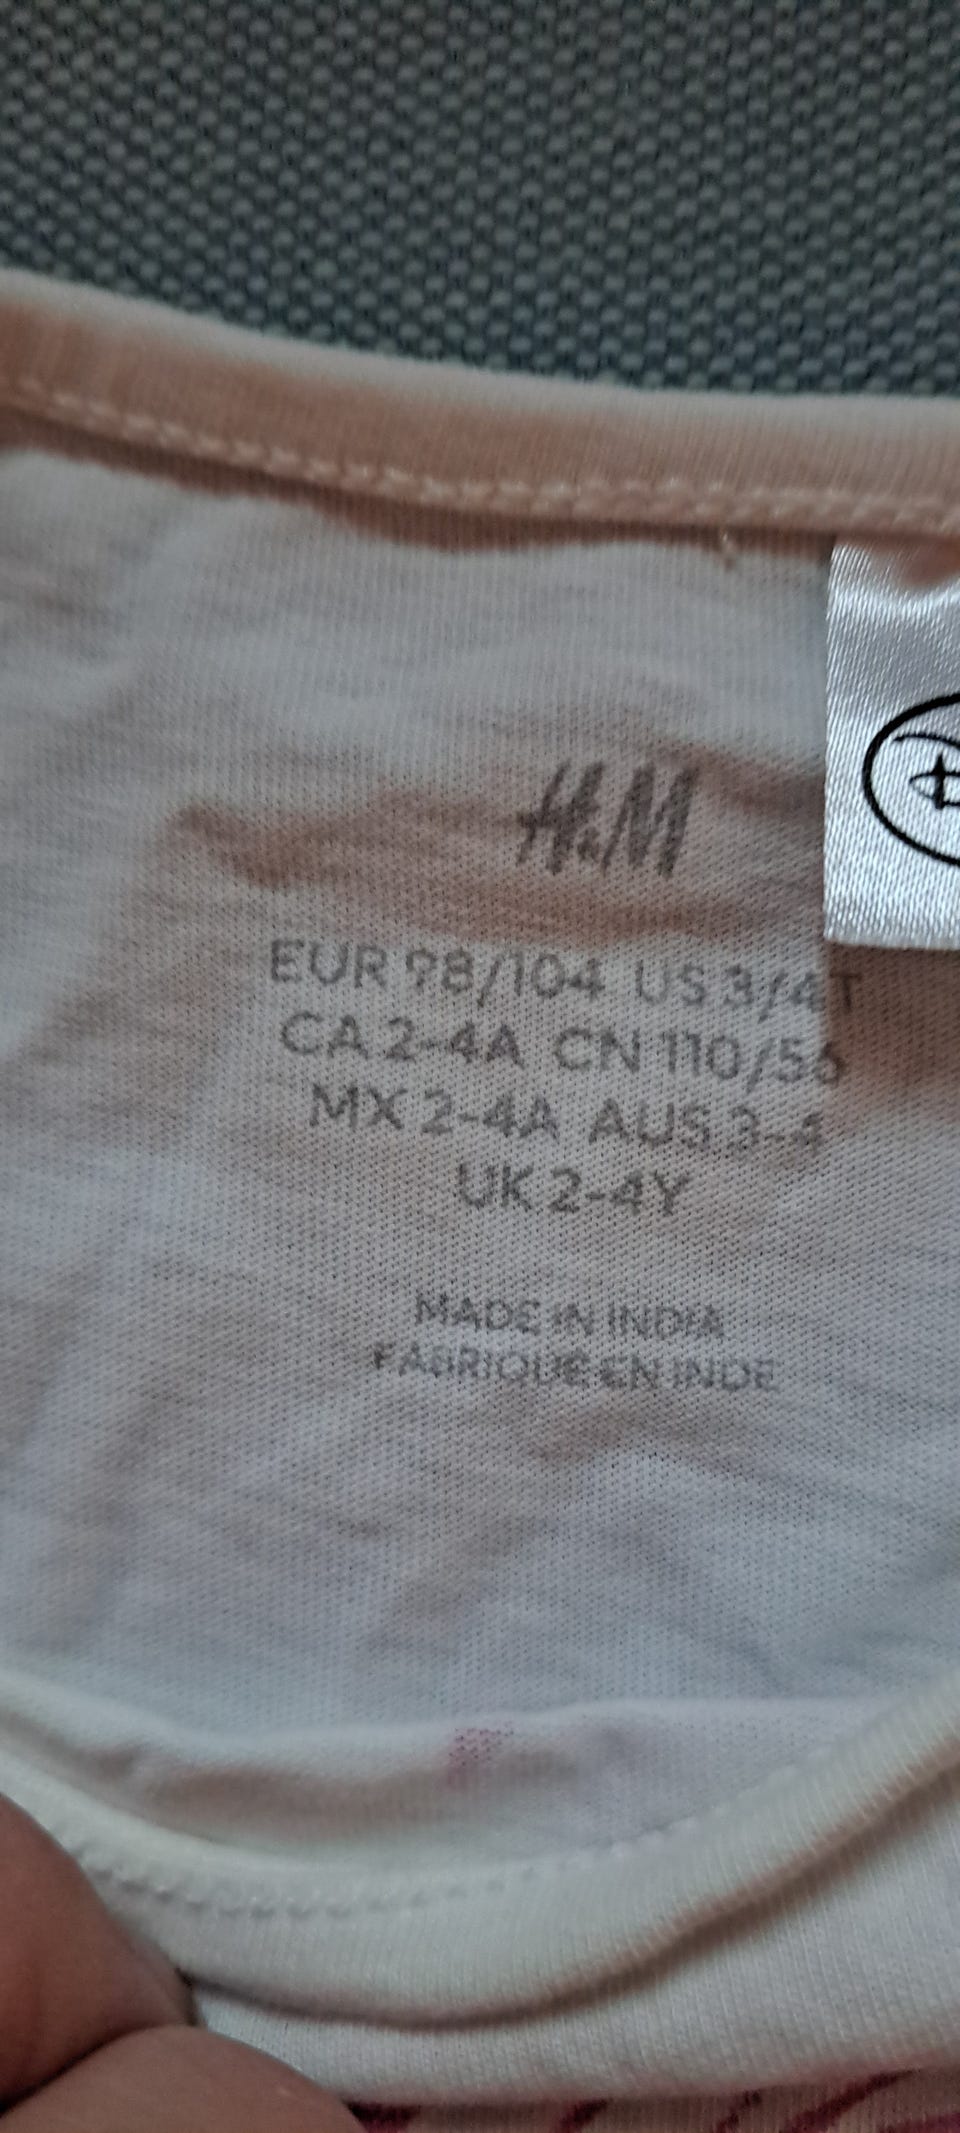 H&M
EUR 98/104 US 3/4T
CA 2-4A CN 110/56
MX 2-4A AUS 3-4
UK 2-4Y
MADE IN INDIA
FABRIQUE EN INDE